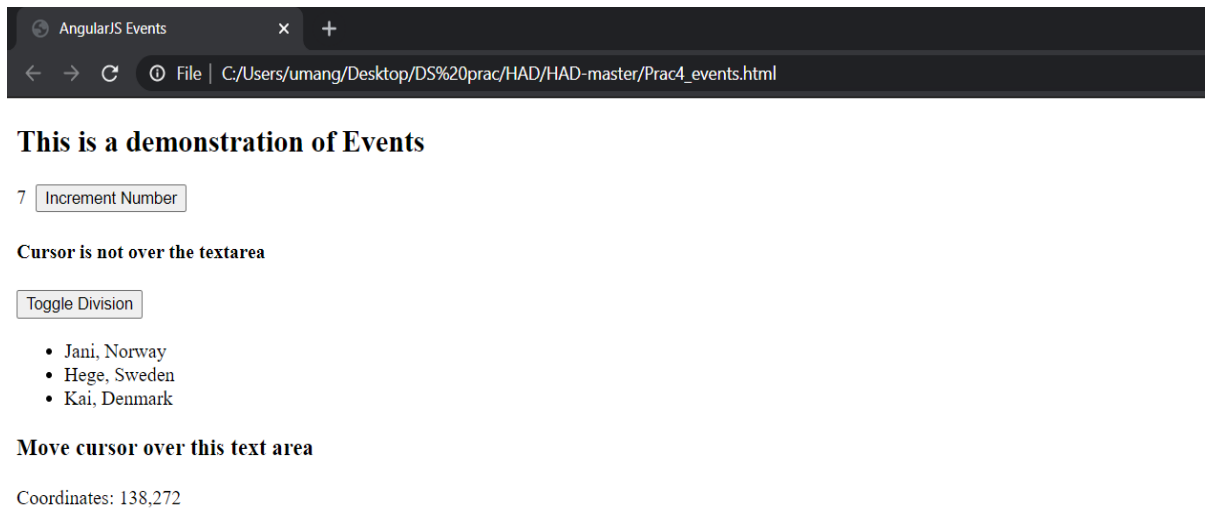 AngularJS Events
File | C:/Users/umang/Desktop/DS%20prac/HAD/HAD-master/Prac4_events.html
This is a demonstration of Events
7 Increment Number
Cursor is not over the textarea
Toggle Division
• Jani, Norway
• Hege, Sweden
• Kai, Denmark
Move cursor over this text area
Coordinates: 138,272